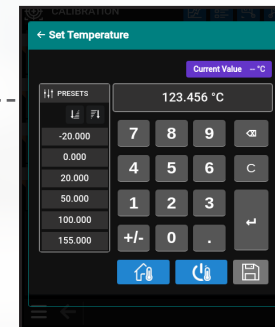 CALIBRATION
← Set Temperature
Current Value -- °C
PRESETS
123.456 °C
-20.000
0.000
20.000
50.000
100.000
155.000
7 8 9
4 5 6 C
1 2 3
+/- 0 .